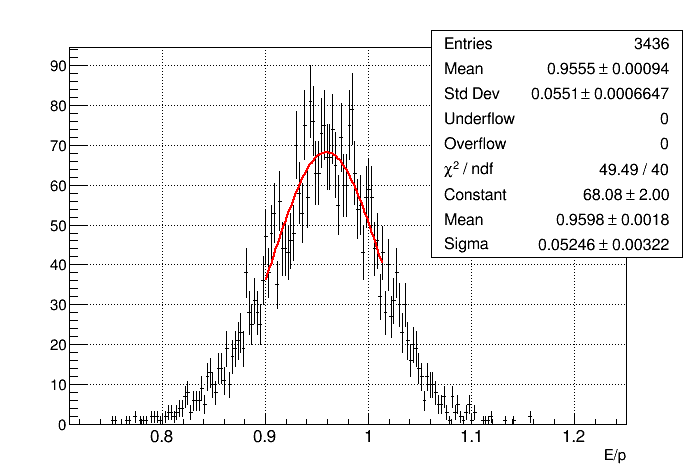 Entries 3436
Mean 0.9555 ± 0.00094
Std Dev 0.0551 ± 0.0006647
Underflow 0
Overflow 0
χ² / ndf 49.49 / 40
Constant 68.08 ± 2.00
Mean 0.9598 ± 0.0018
Sigma 0.05246 ± 0.00322
90
80
70
60
50
40
30
20
10
0
0.8 0.9 1 1.1 1.2
E/p